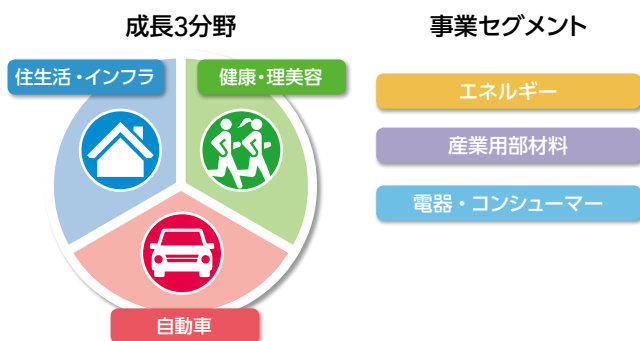 成長3分野
事業セグメント
住生活・インフラ
健康・理美容
エネルギー
産業用部材料
電器・コンシューマー
自動車